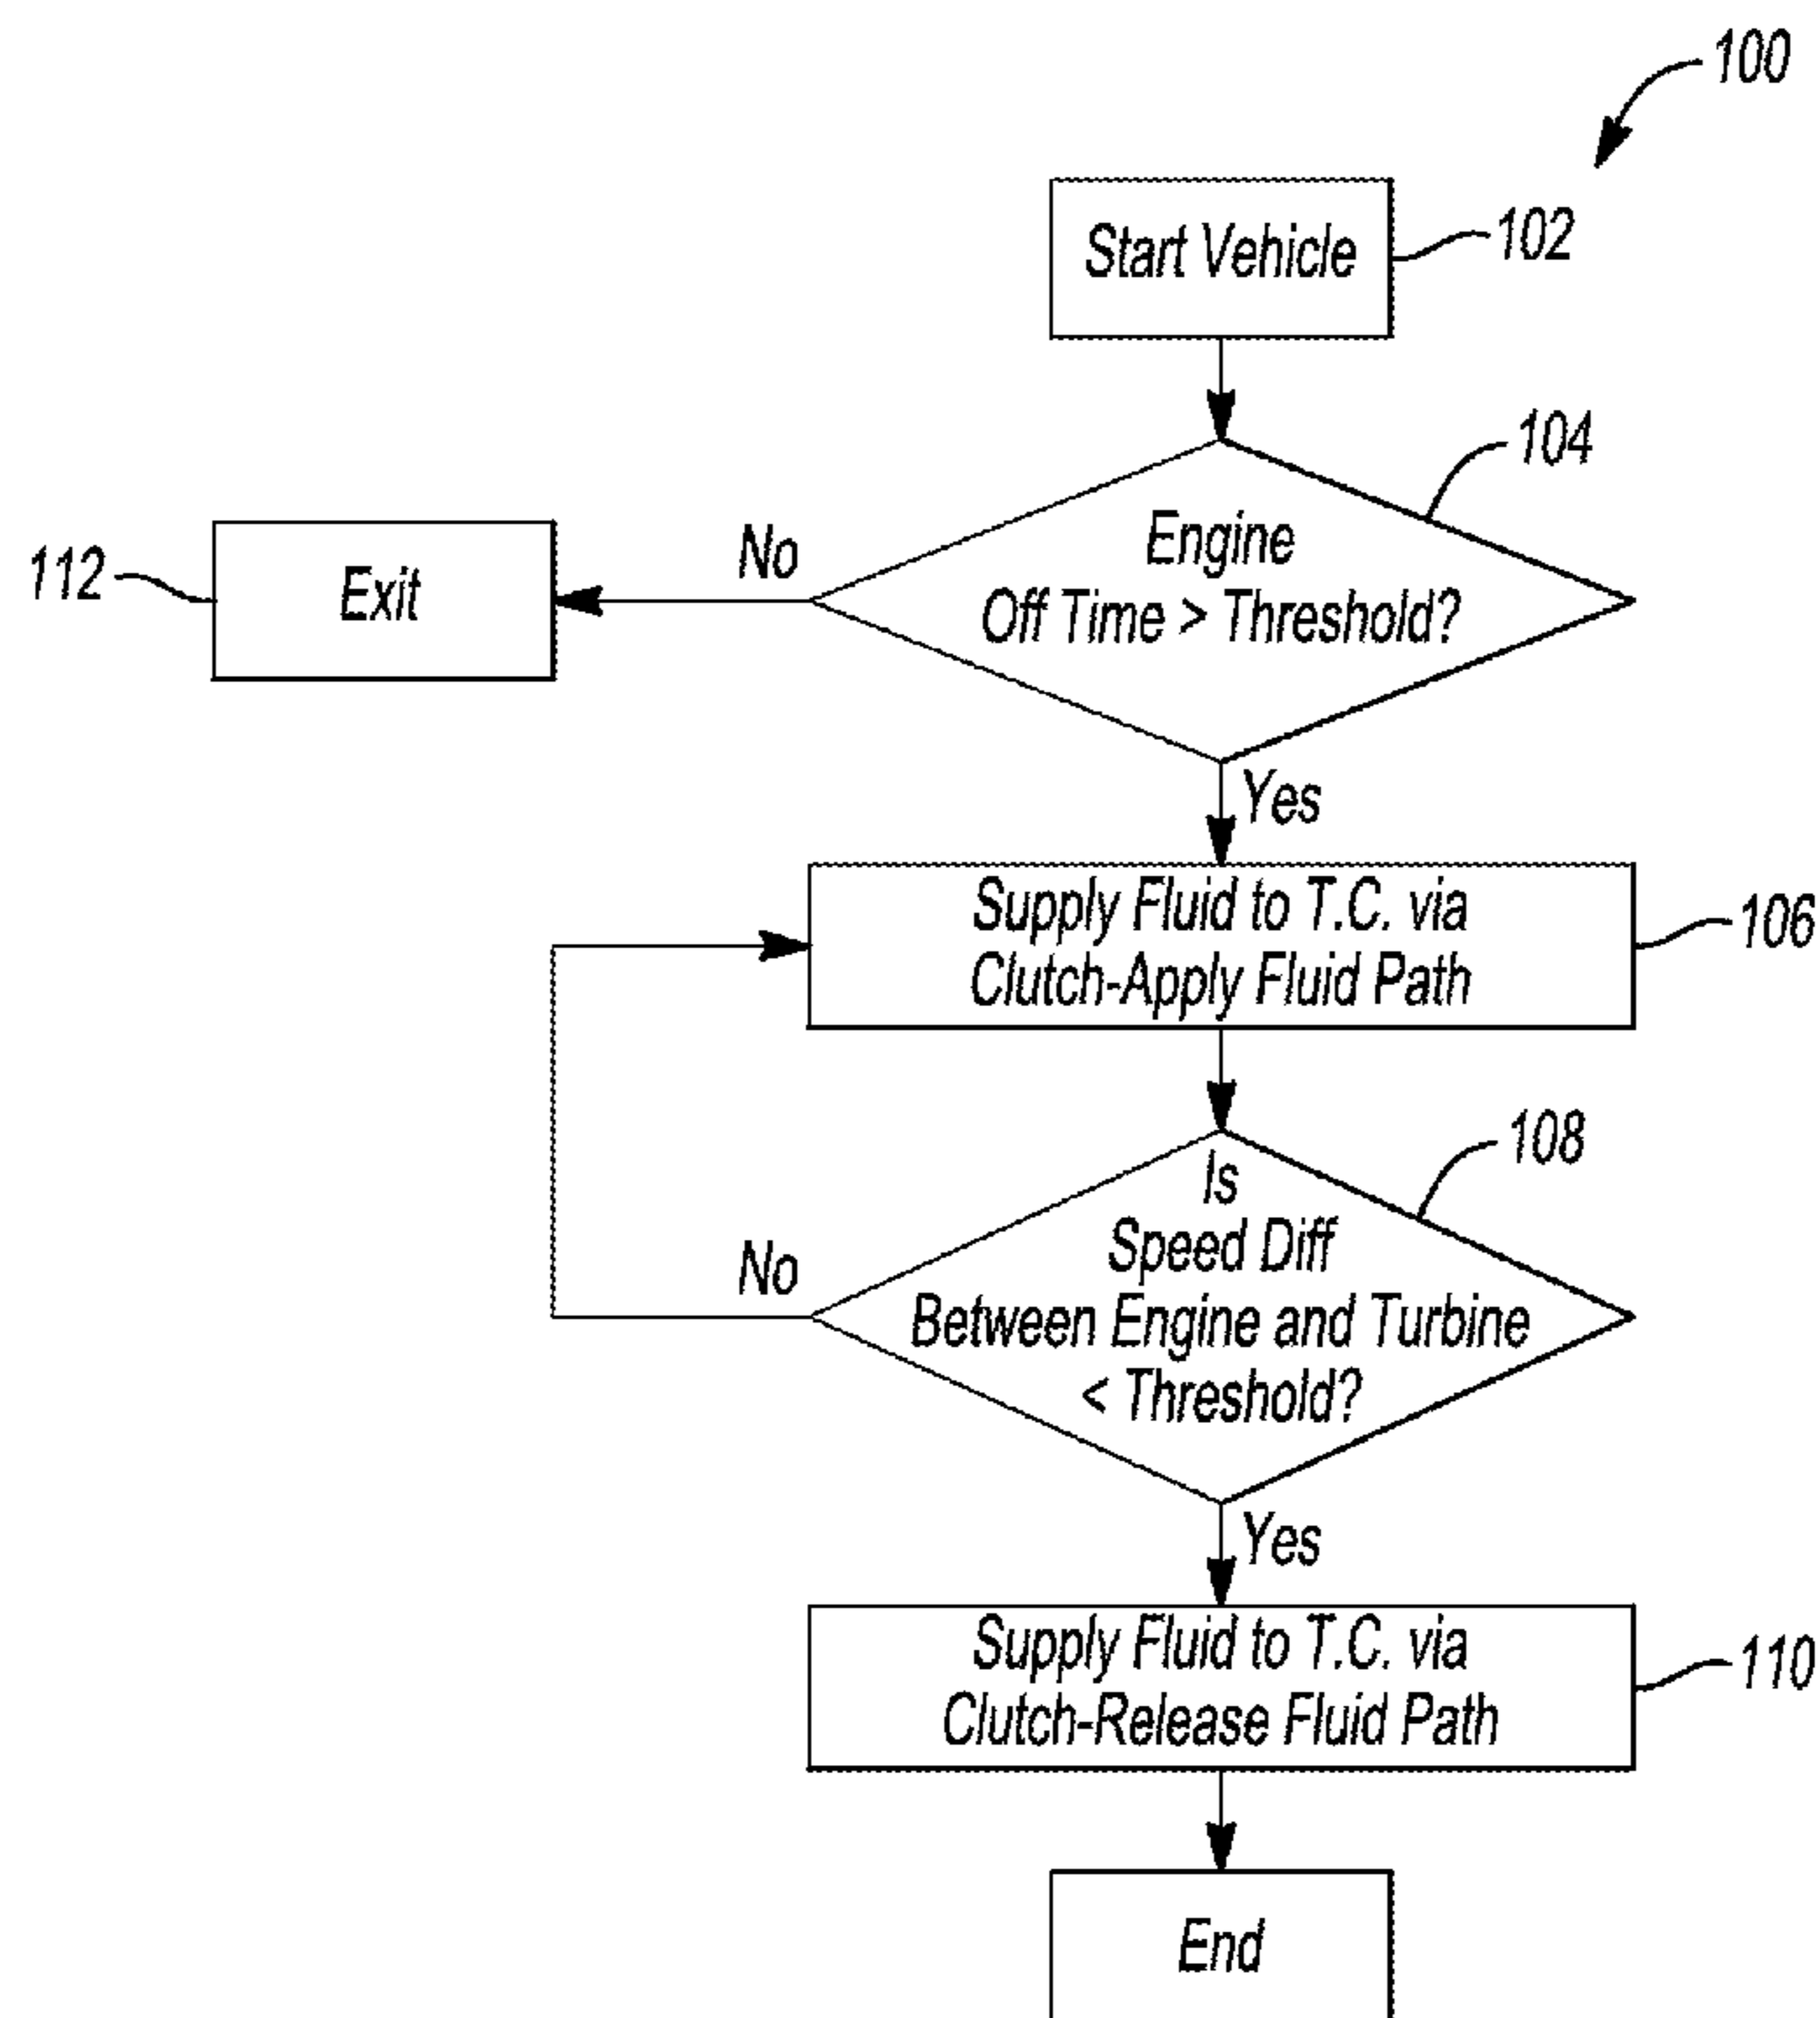 100
Start Vehicle
102
104
Engine
Off Time > Threshold?
No
Exit
112
Yes
Supply Fluid to T.C. via
Clutch-Apply Fluid Path
106
108
Is
Speed Diff
Between Engine and Turbine
< Threshold?
No
Yes
Supply Fluid to T.C. via
Clutch-Release Fluid Path
110
End